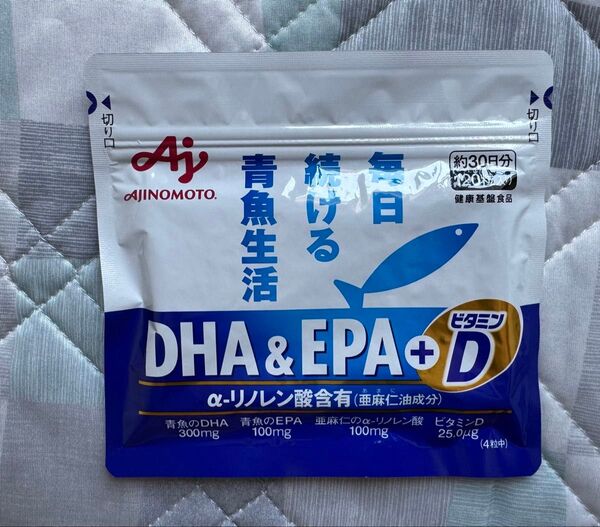 切り口
切り口
Aj
AJINOMOTO.
毎日
続ける
青魚生活
約30日分
健康基盤食品
DHA & EPA + ビタミンD
α-リノレン酸含有(亜麻仁油成分)
青魚のDHA 300mg
青魚のEPA 100mg
亜麻仁のα-リノレン酸 100mg
ビタミンD 25.0μg
(4粒中)